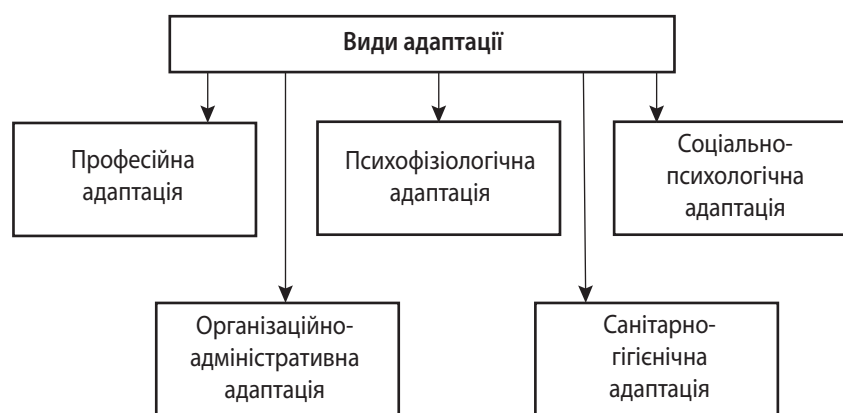 Види адаптації
Професійна
адаптація
Психофізіологічна
адаптація
Соціально-
психологічна
адаптація
Організаційно-
адміністративна
адаптація
Санітарно-
гігієнічна
адаптація